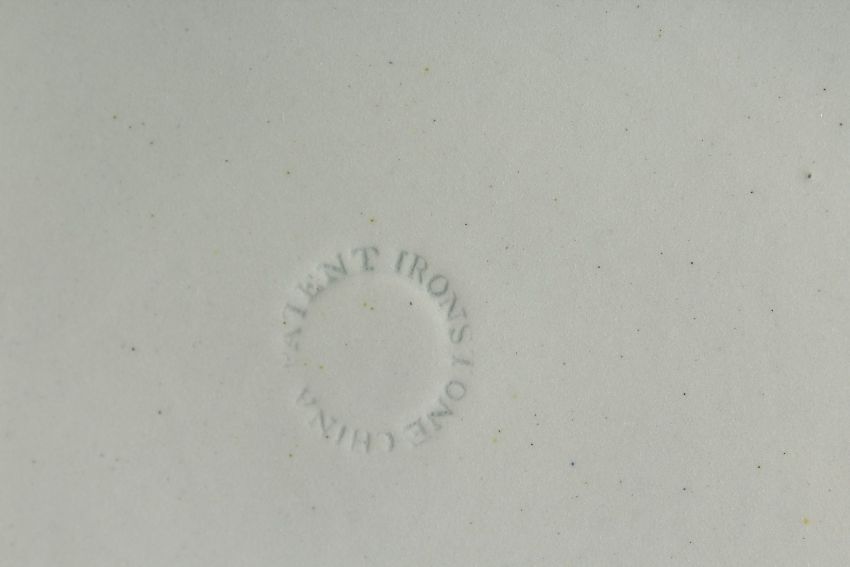 PATENT IRONSTONE CHINA